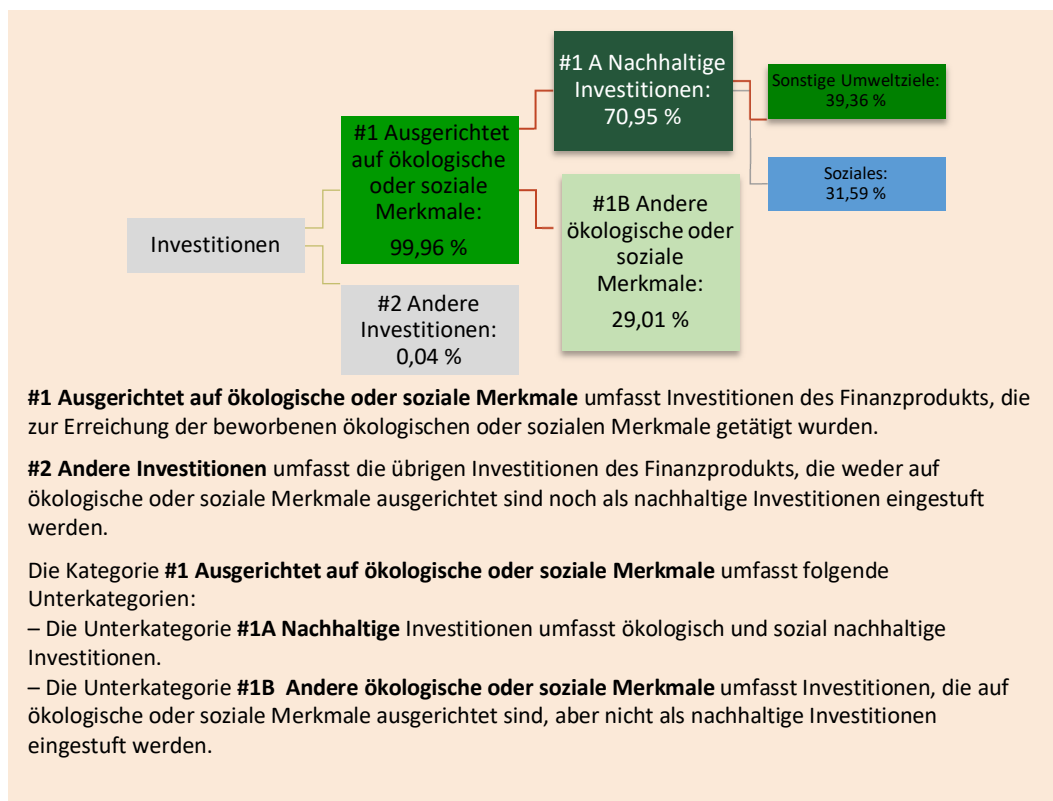 #1 A Nachhaltige
Investitionen:
70,95 %
Sonstige Umweltziele:
39,36 %
#1 Ausgerichtet
auf ökologische
oder soziale
Merkmale:
99,96 %
Soziales:
31,59 %
#1B Andere
ökologische oder
soziale
Merkmale:
29,01 %
Investitionen
#2 Andere
Investitionen:
0,04 %
#1 Ausgerichtet auf ökologische oder soziale Merkmale umfasst Investitionen des Finanzprodukts, die
zur Erreichung der beworbenen ökologischen oder sozialen Merkmale getätigt wurden.
#2 Andere Investitionen umfasst die übrigen Investitionen des Finanzprodukts, die weder auf
ökologische oder soziale Merkmale ausgerichtet sind noch als nachhaltige Investitionen eingestuft
werden.
Die Kategorie #1 Ausgerichtet auf ökologische oder soziale Merkmale umfasst folgende
Unterkategorien:
– Die Unterkategorie #1A Nachhaltige Investitionen umfasst ökologisch und sozial nachhaltige
Investitionen.
– Die Unterkategorie #1B Andere ökologische oder soziale Merkmale umfasst Investitionen, die auf
ökologische oder soziale Merkmale ausgerichtet sind, aber nicht als nachhaltige Investitionen
eingestuft werden.